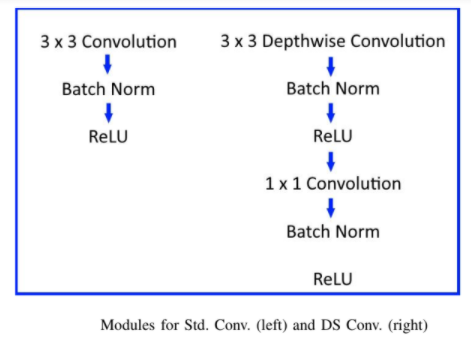 3 x 3 Convolution
Batch Norm
ReLU
3 x 3 Depthwise Convolution
Batch Norm
ReLU
1 x 1 Convolution
Batch Norm
ReLU
Modules for Std. Conv. (left) and DS Conv. (right)